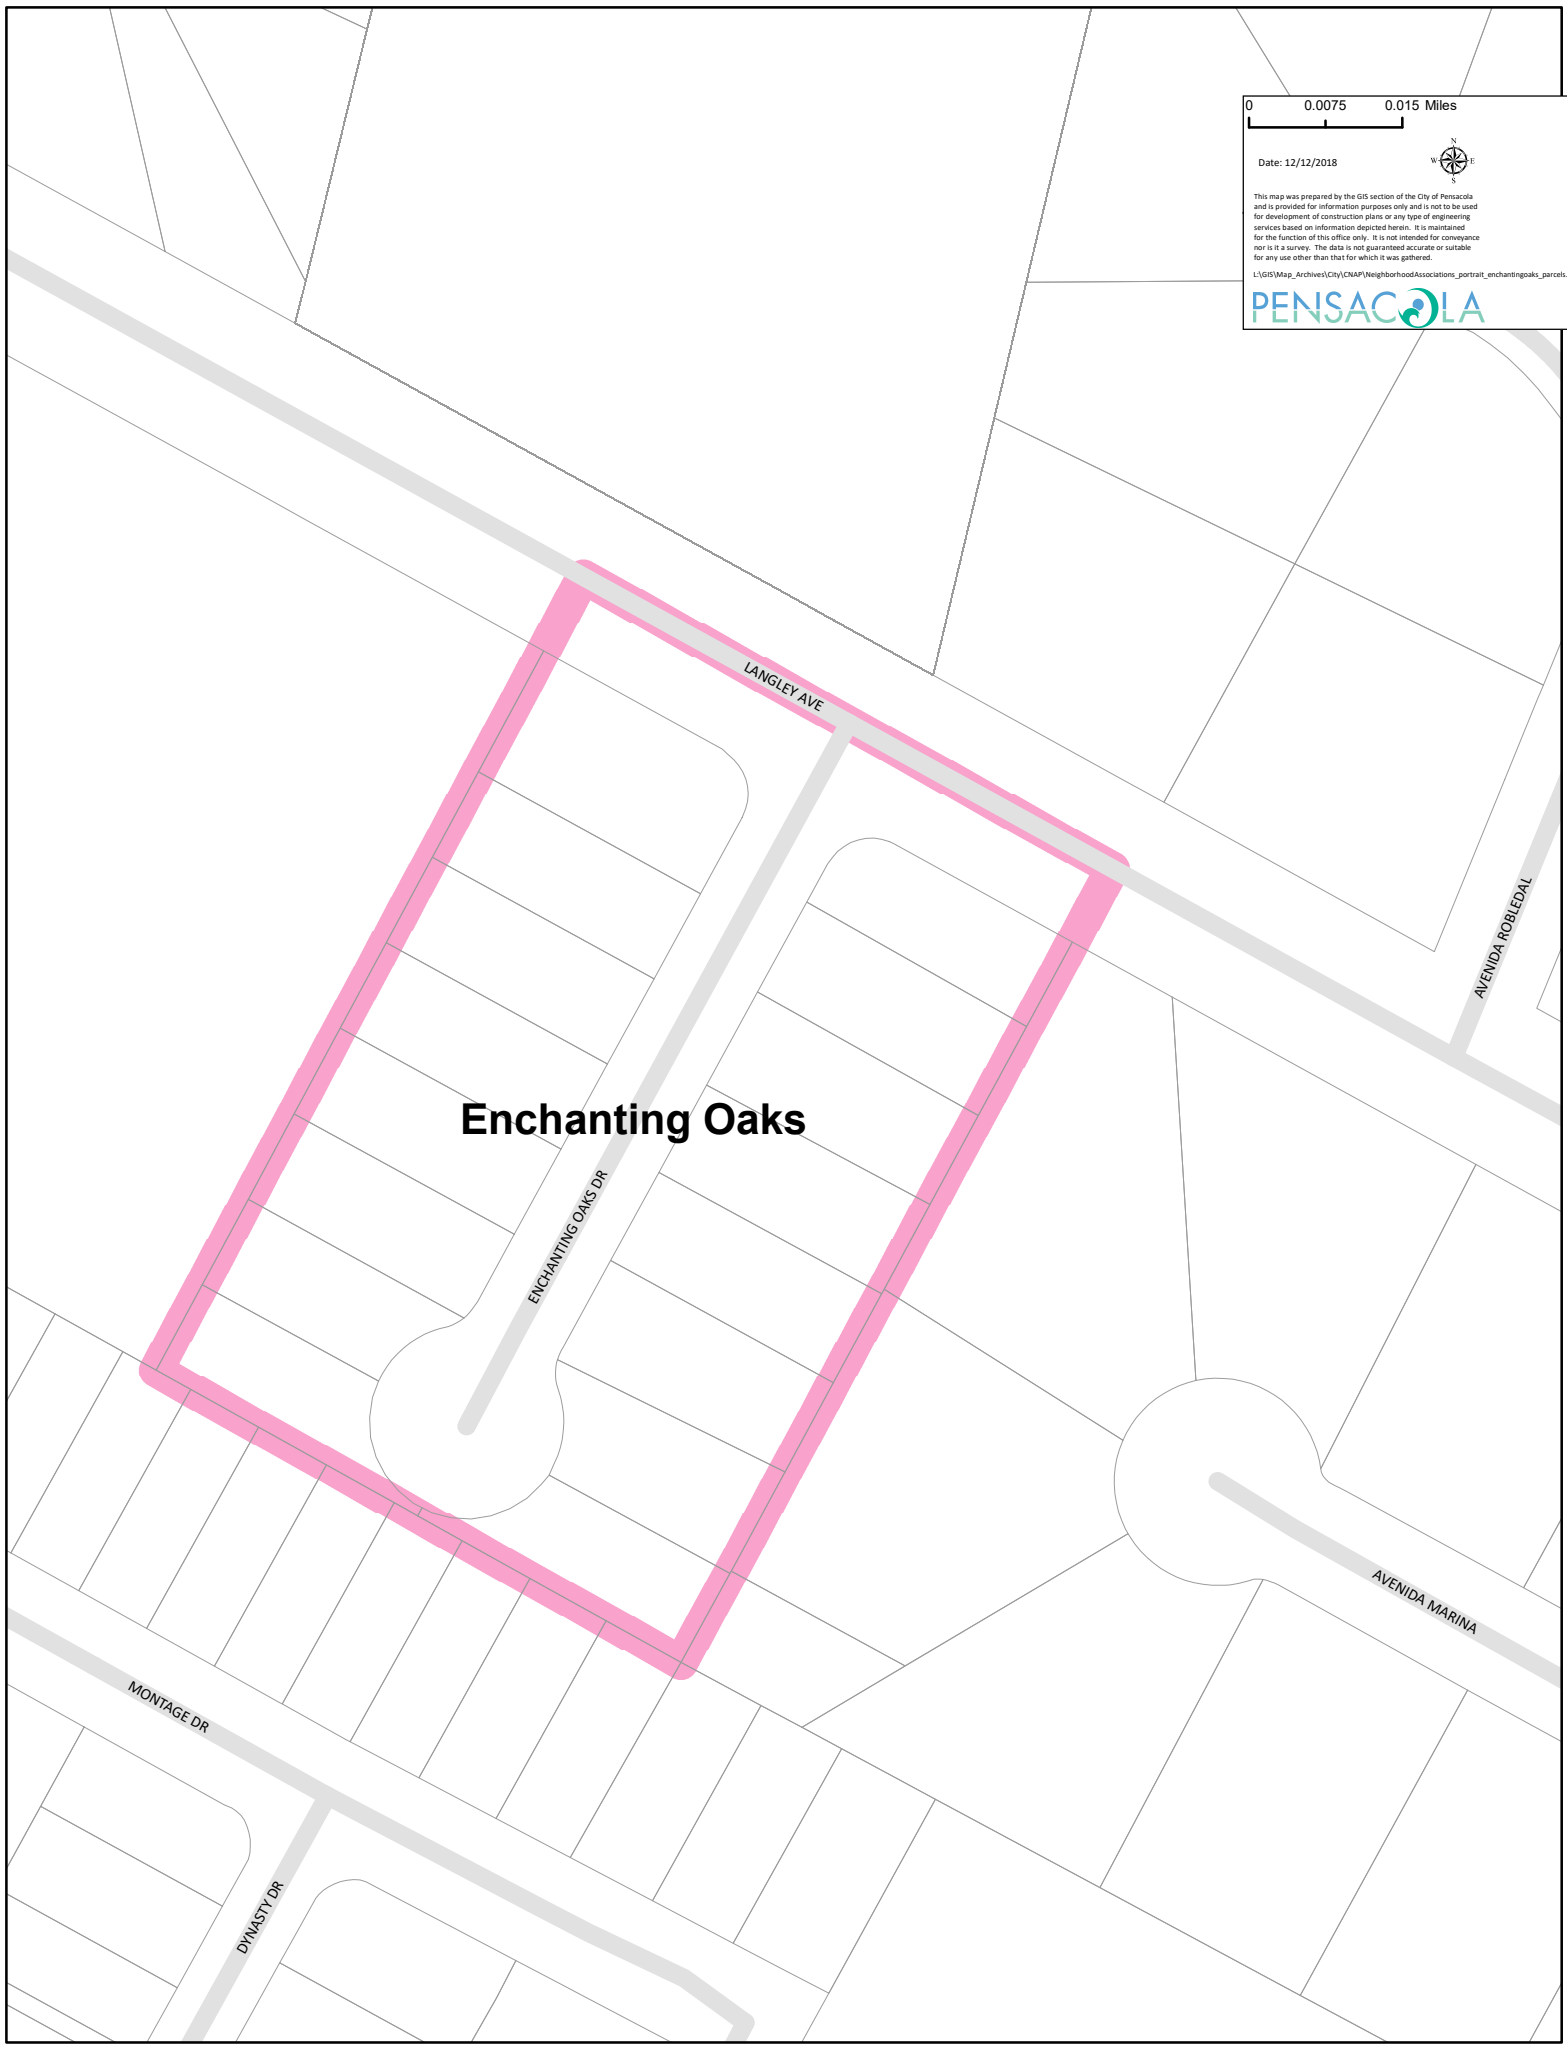 0 0.0075 0.015 Miles
Date: 12/12/2018
N
W E
S
This map was prepared by the GIS section of the City of Pensacola
and is provided for information purposes only and is not to be used
for development of construction plans or any type of engineering
services based on information depicted herein. It is maintained
for the function of this office only. It is not intended for conveyance
nor is it a survey. The data is not guaranteed accurate or suitable
for any use other than that for which it was gathered.
L:\GIS\Map_Archives\City\CNAP\NeighborhoodAssociations_portrait_enchantingoaks_parcels.
PENSACOLA
LANGLEY AVE
AVENIDA ROBLEDAL
Enchanting Oaks
ENCHANTING OAKS DR
AVENIDA MARINA
MONTAGE DR
DYNASTY DR